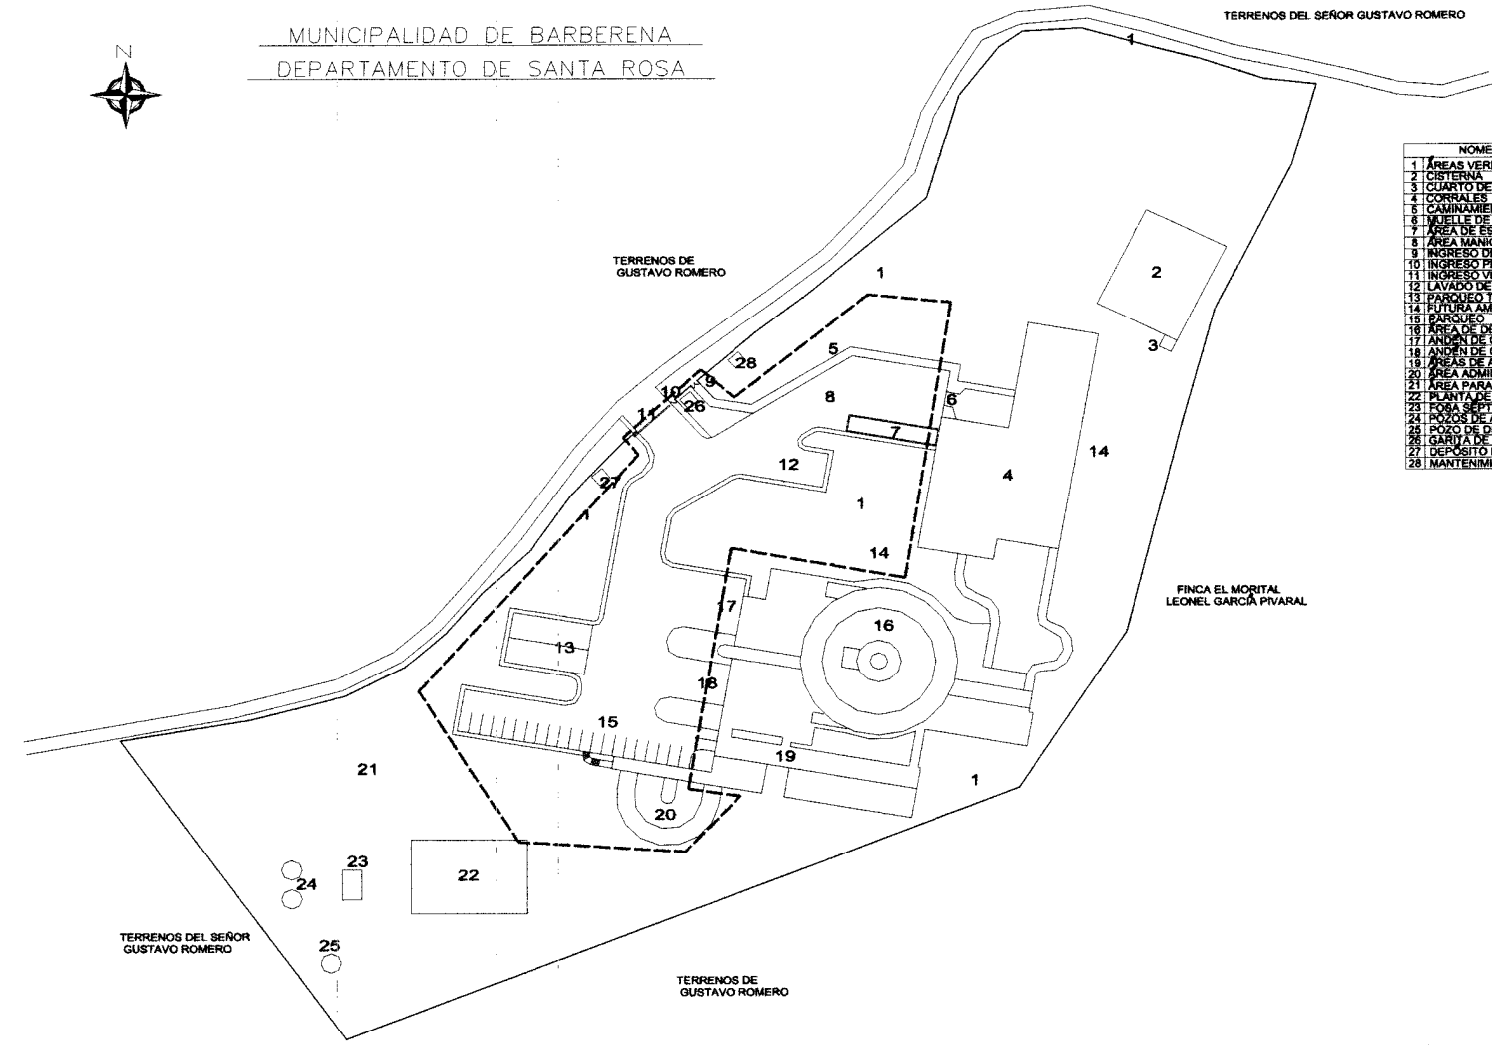 TERRENOS DEL SEÑOR GUSTAVO ROMERO
MUNICIPALIDAD DE BARBERENA
DEPARTAMENTO DE SANTA ROSA
N
1
NOME
1 ÁREAS VER
2 CISTERNA
3 CUARTO DE
4 CORRALES
5 CAMINAMIE
6 MUELLE DE
7 ÁREA DE ES
8 ÁREA MANI
9 INGRESO D
10 INGRESO P
11 INGRESO V
12 LAVADO DE
13 PARQUEO T
14 FUTURA AM
15 PARQUEO
16 ÁREA DE DE
17 ANDÉN DE
18 ANDÉN DE
19 ÁREAS DE A
20 ÁREA ADMI
21 ÁREA PARA
22 PLANTA DE
23 FOSA SÉPT
24 POZOS DE
25 POZO DE D
26 GARITA DE
27 DEPÓSITO
28 MANTENIMI
TERRENOS DE
GUSTAVO ROMERO
1
2
3
5
28
9
10
26
11
8
6
7
12
4
14
27
1
1
14
FINCA EL MORITAL
LEONEL GARCÍA PIVARAL
17
16
13
18
15
19
21
1
20
23
24
22
25
TERRENOS DEL SEÑOR
GUSTAVO ROMERO
TERRENOS DE
GUSTAVO ROMERO